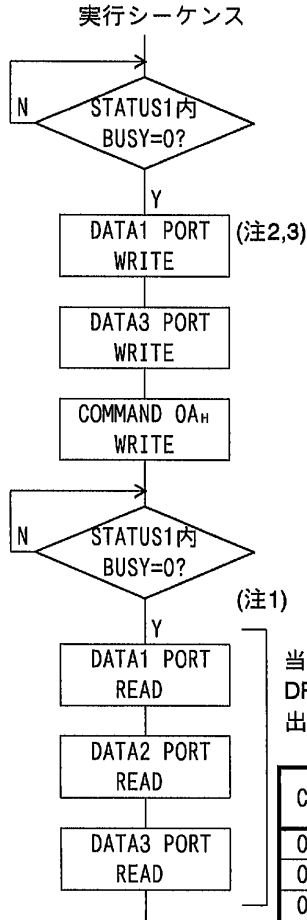 実行シーケンス
N
STATUS1内
BUSY=0?
Y
DATA1 PORT
WRITE
(注2,3)
DATA3 PORT
WRITE
COMMAND 0AH
WRITE
N
STATUS1内
BUSY=0?
(注1)
Y
DATA1 PORT
READ
当
出
DATA2 PORT
READ
C
0
0
0
DATA3 PORT
READ